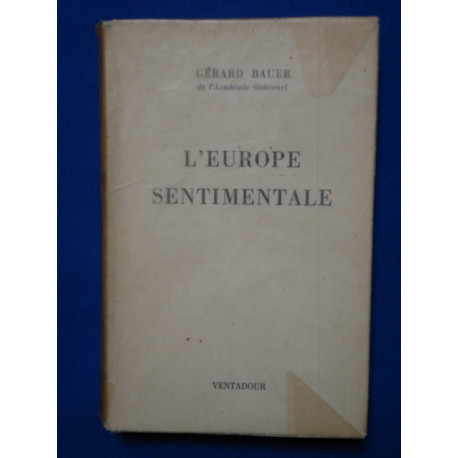 GÉRARD BAUER
de l'Académie Goncourt
L'EUROPE
SENTIMENTALE
VENTADOUR